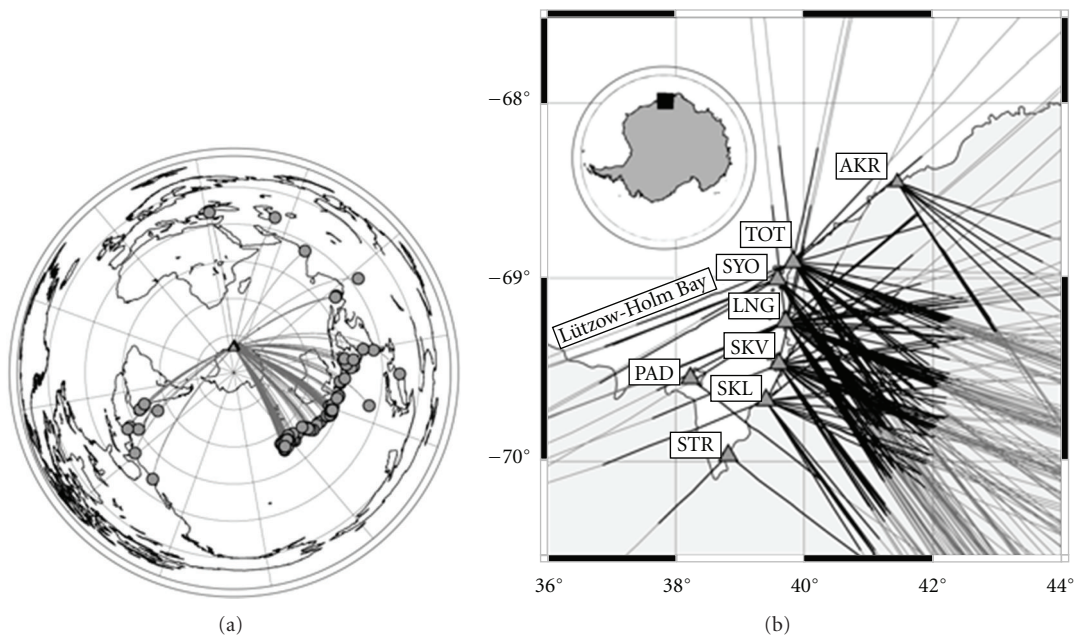 −68°
AKR
TOT
SYO
−69°
Lützow-Holm Bay
LNG
SKV
PAD
SKL
STR
−70°
36° 38° 40° 42° 44°
(a) (b)